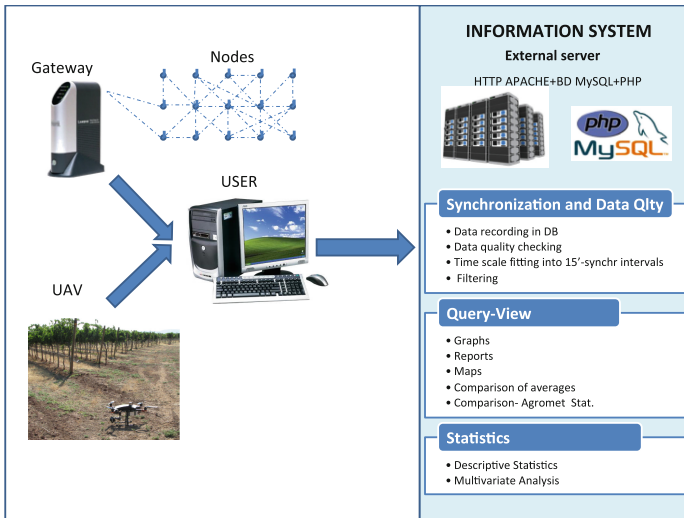 Gateway
Nodes
USER
UAV
INFORMATION SYSTEM
External server
HTTP APACHE+BD MySQL+PHP
php
MySQL
Synchronization and Data Qlty
• Data recording in DB
• Data quality checking
• Time scale fitting into 15’-synchr intervals
• Filtering
Query-View
• Graphs
• Reports
• Maps
• Comparison of averages
• Comparison- Agromet Stat.
Statistics
• Descriptive Statistics
• Multivariate Analysis